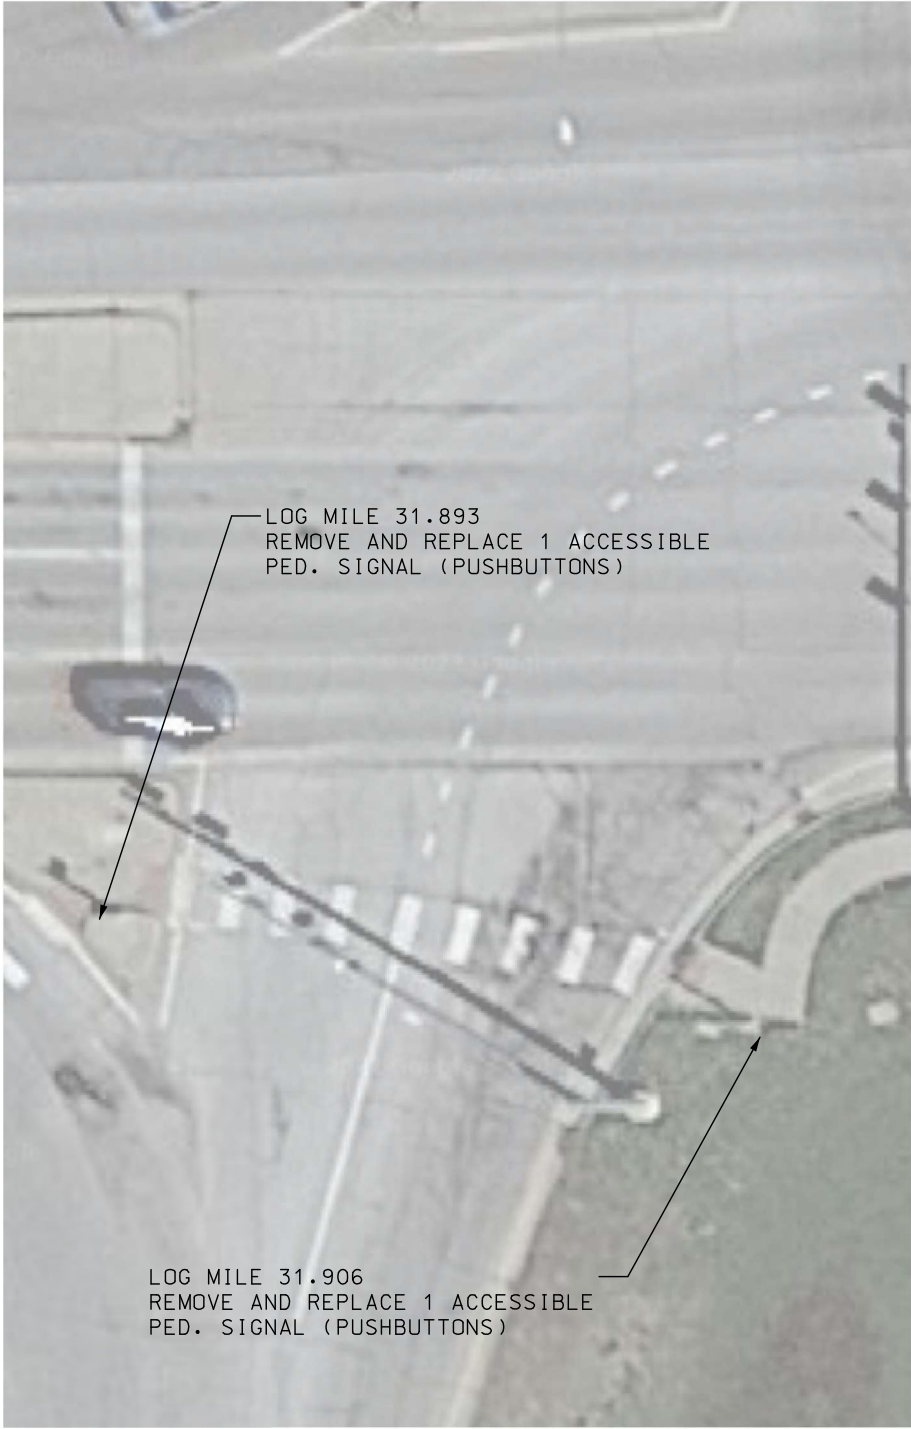 LOG MILE 31.893
REMOVE AND REPLACE 1 ACCESSIBLE
PED. SIGNAL (PUSHBUTTONS)
LOG MILE 31.906
REMOVE AND REPLACE 1 ACCESSIBLE
PED. SIGNAL (PUSHBUTTONS)